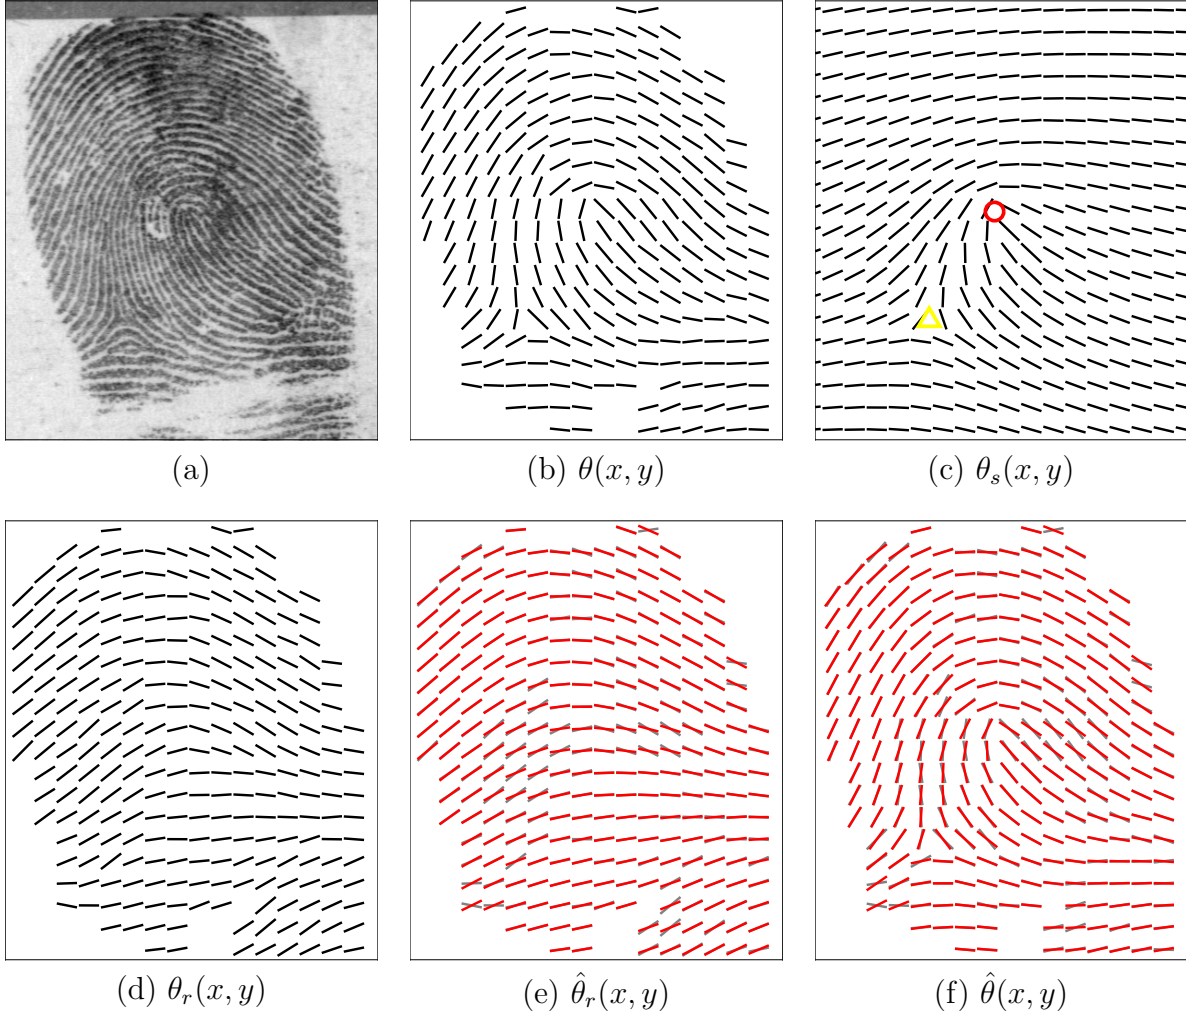 (a)
(b) θ(x, y)
(c) θ_s(x, y)
(d) θ_r(x, y)
(e) θ̂_r(x, y)
(f) θ̂(x, y)